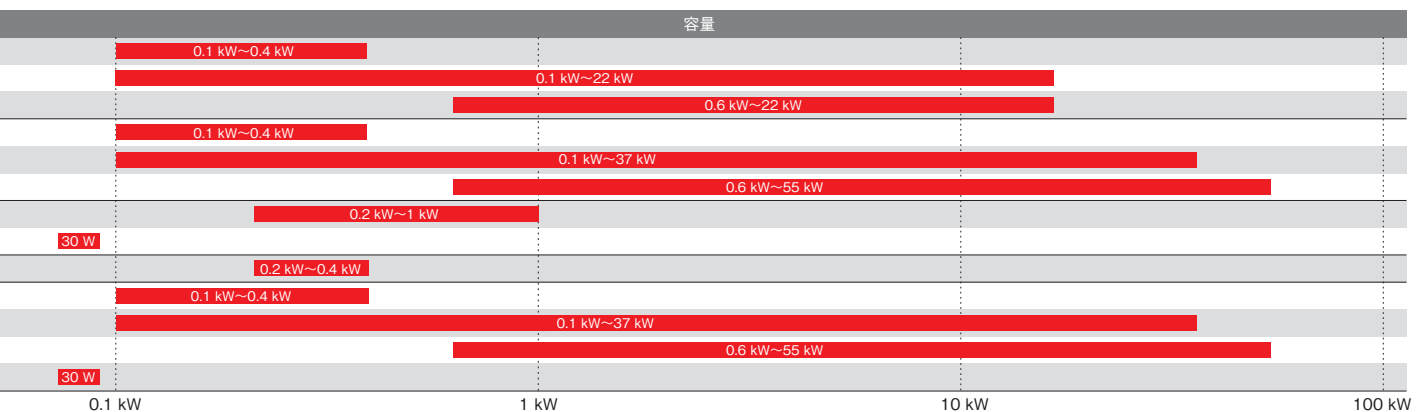 容量
0.1 kW～0.4 kW
0.1 kW～22 kW
0.6 kW～22 kW
0.1 kW～0.4 kW
0.1 kW～37 kW
0.6 kW～55 kW
0.2 kW～1 kW
30 W
0.2 kW～0.4 kW
0.1 kW～0.4 kW
0.1 kW～37 kW
0.6 kW～55 kW
30 W
0.1 kW 1 kW 10 kW 100 kW